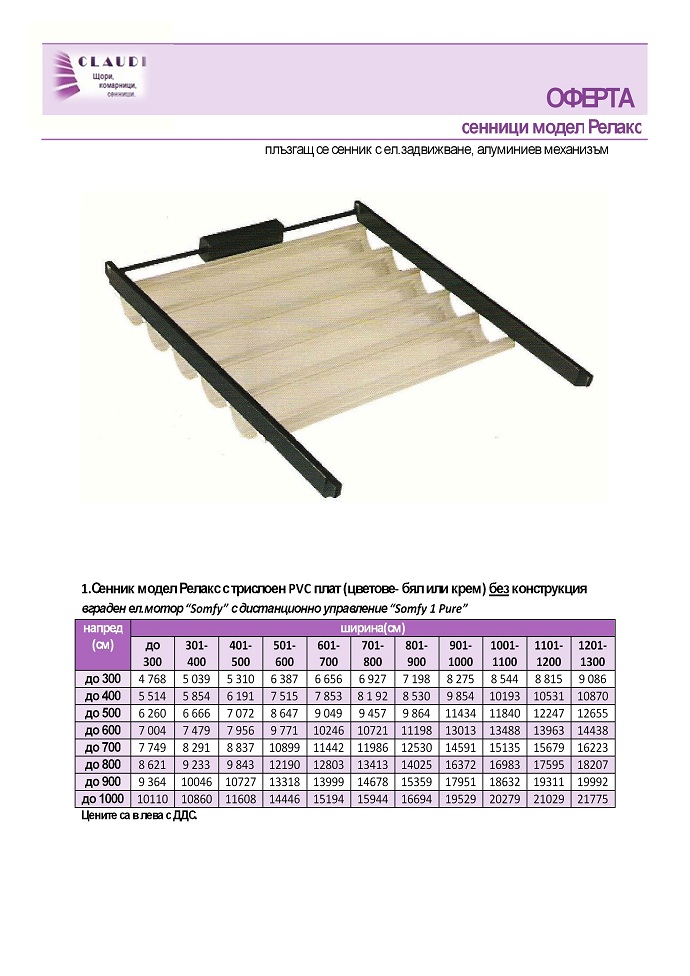 CLAUDI
Щори,
комарници,
сенници.
ОФЕРТА
сенници модел Релакс
плъзгащ се сенник с ел.задвижване, алуминиев механизъм
1.Сенник модел Релакс с трислоен PVC плат (цветове- бял или крем) без конструкция
вграден ел.мотор “Somfy” с дистанционно управление “Somfy 1 Pure”
напред (см) ширина(см)
до 300 301-400 401-500 501-600 601-700 701-800 801-900 901-1000 1001-1100 1101-1200 1201-1300
до 300 4 768 5 039 5 310 6 387 6 656 6 927 7 198 8 275 8 544 8 815 9 086
до 400 5 514 5 854 6 191 7 515 7 853 8 1 92 8 530 9 854 10193 10531 10870
до 500 6 260 6 666 7 072 8 647 9 049 9 457 9 864 11434 11840 12247 12655
до 600 7 004 7 479 7 956 9 771 10246 10721 11198 13013 13488 13963 14438
до 700 7 749 8 291 8 837 10899 11442 11986 12530 14591 15135 15679 16223
до 800 8 621 9 233 9 843 12190 12803 13413 14025 16372 16983 17595 18207
до 900 9 364 10046 10727 13318 13999 14678 15359 17951 18632 19311 19992
до 1000 10110 10860 11608 14446 15194 15944 16694 19529 20279 21029 21775
Цените са в лева с ДДС.